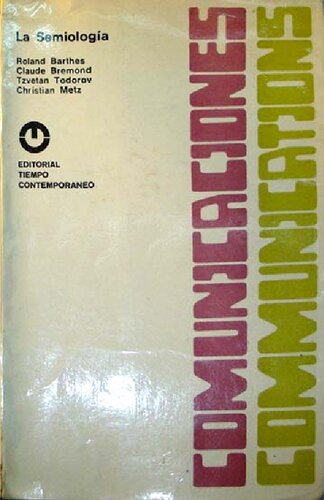 La Semiología
Roland Barthes
Claude Bremond
Tzvetan Todorov
Christian Metz
EDITORIAL
TIEMPO
CONTEMPORANEO
COMUNICACIONES
COMMUNICATIONS